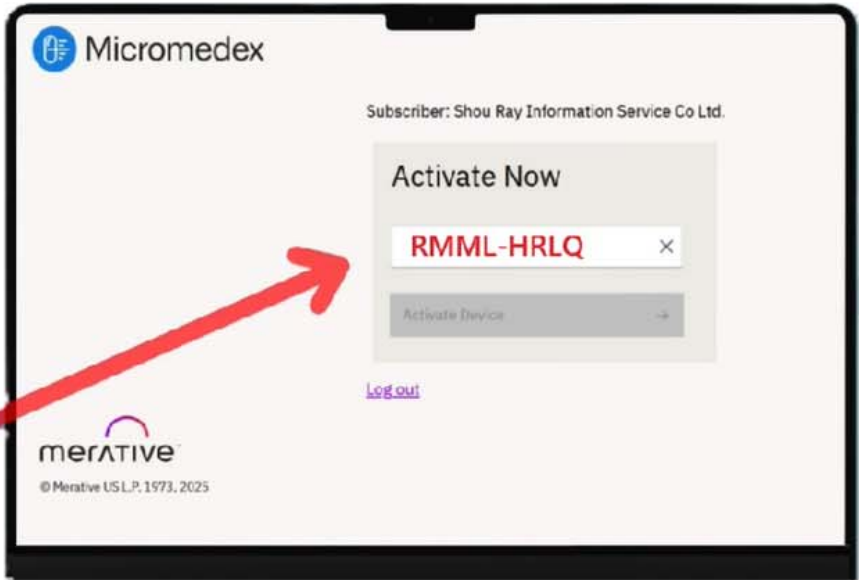 Micromedex
Subscriber: Shou Ray Information Service Co Ltd.
Activate Now
RMML-HRLQ
Activate Device
Log out
merative
© Merative US L.P. 1973, 2025